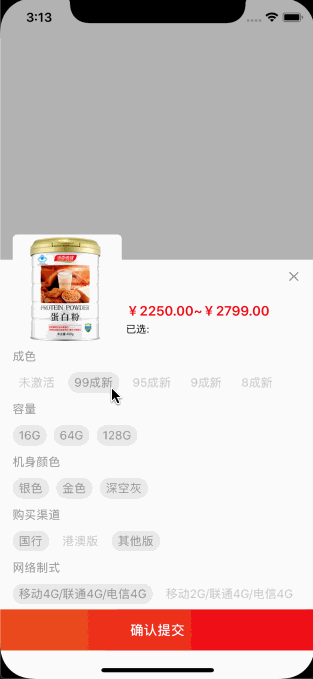 3:13
PROTEIN POWDER
蛋白粉
￥2250.00~￥2799.00
已选:
成色
未激活 99成新 95成新 9成新 8成新
容量
16G 64G 128G
机身颜色
银色 金色 深空灰
购买渠道
国行 港澳版 其他版
网络制式
移动4G/联通4G/电信4G 移动2G/联通4G/电信4G
确认提交